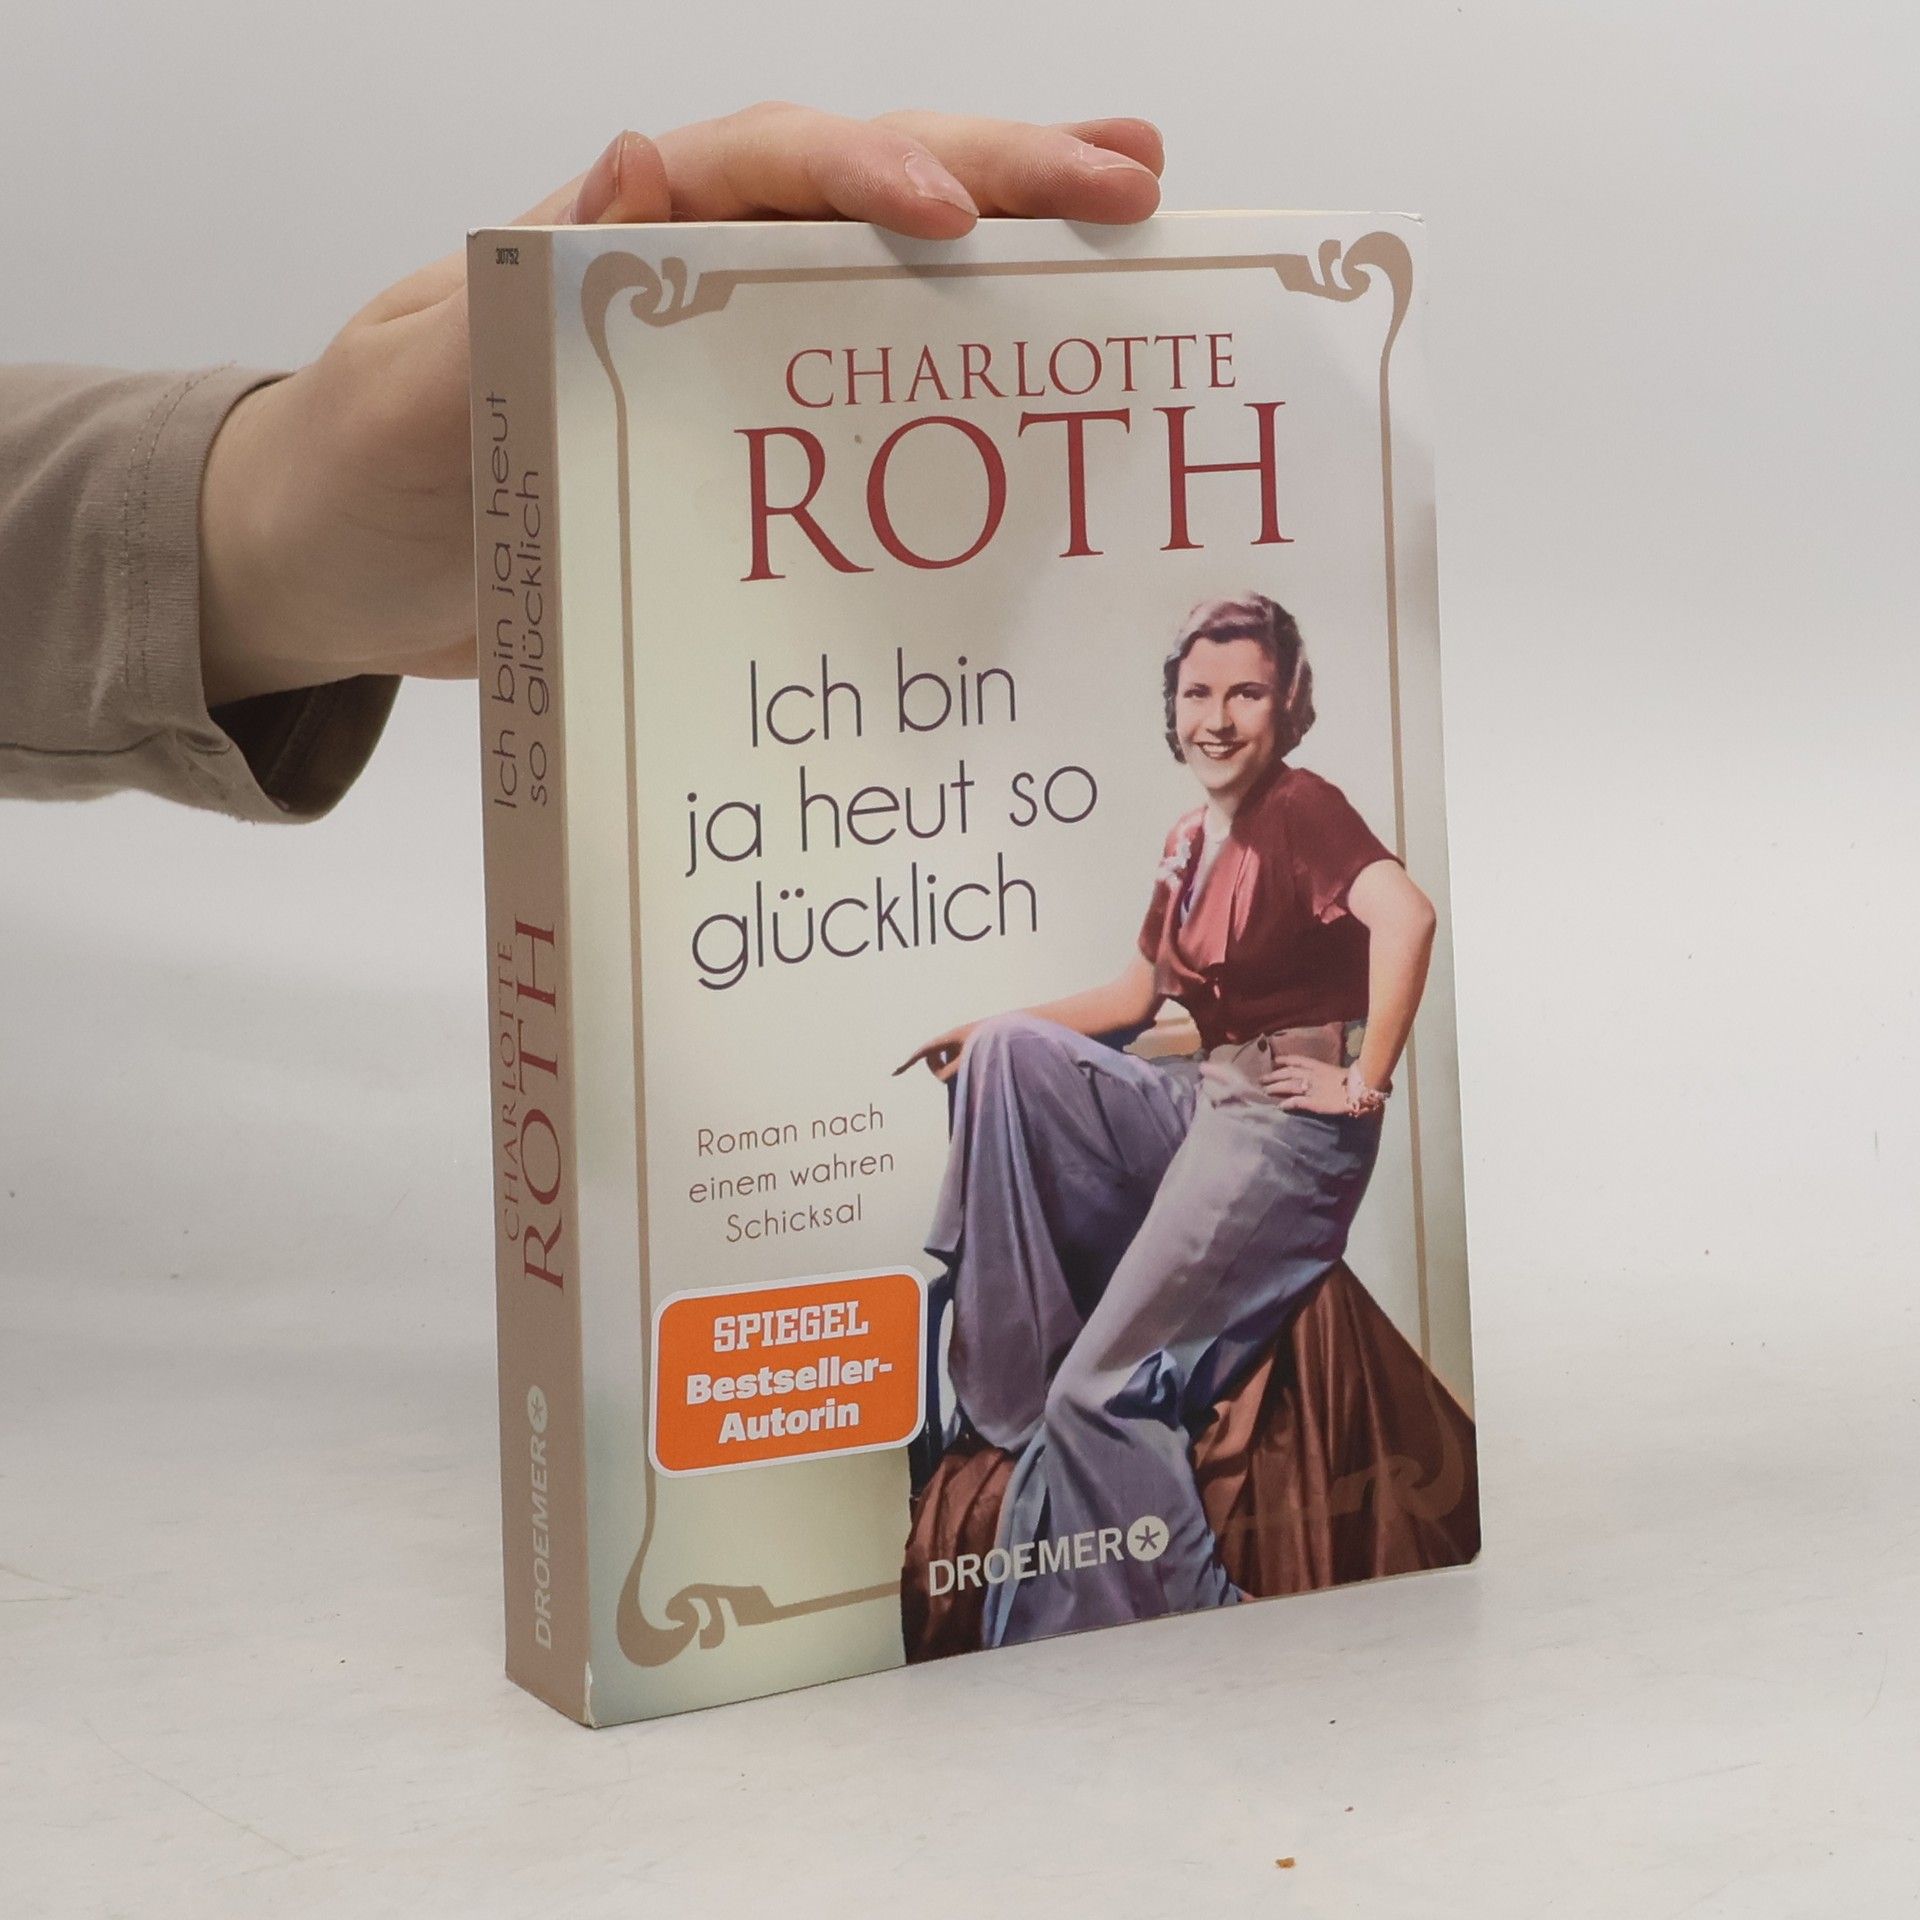 30752
Ich bin ja heut
so glücklich
CHARLOTTE
ROTH
DROEMER
CHARLOTTE
ROTH
Ich bin
ja heut so
glücklich
Roman nach
einem wahren
Schicksal
SPIEGEL
Bestseller-
Autorin
DROEMER